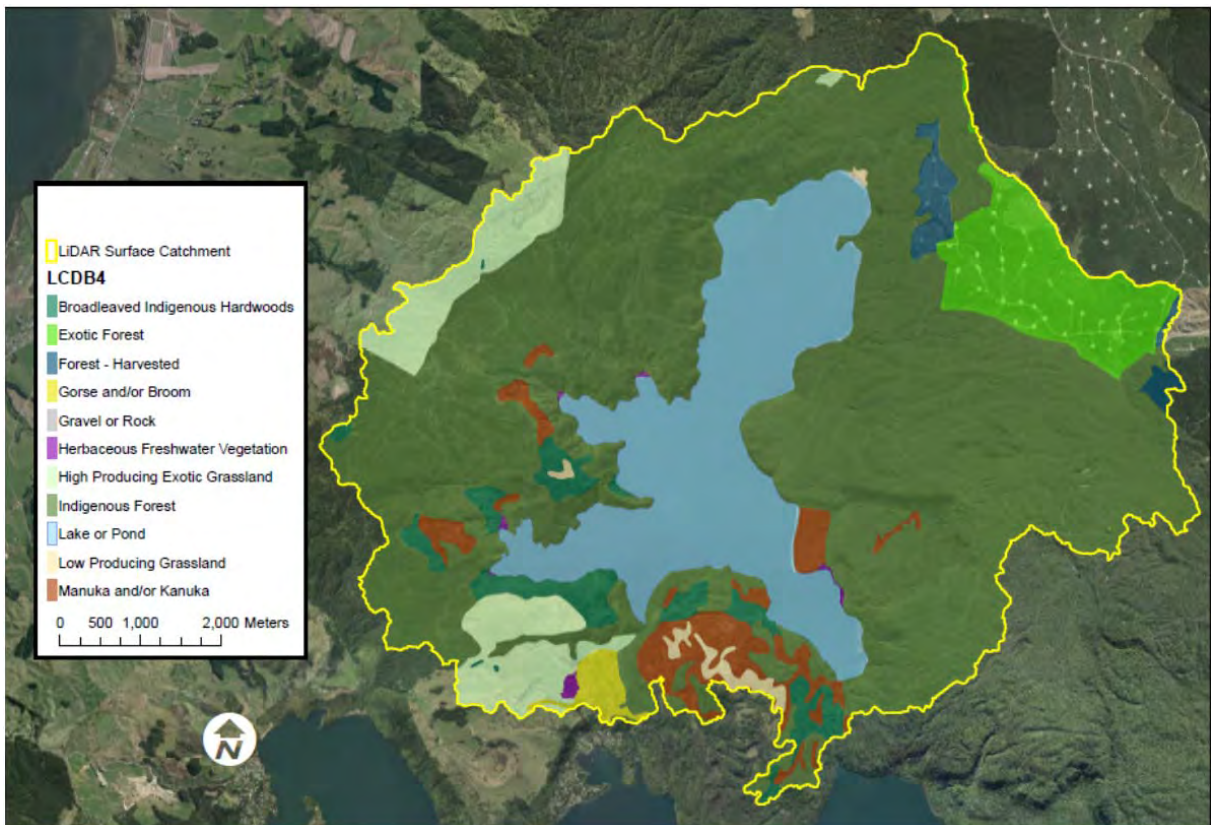 LiDAR Surface Catchment
LCDB4
Broadleaved Indigenous Hardwoods
Exotic Forest
Forest - Harvested
Gorse and/or Broom
Gravel or Rock
Herbaceous Freshwater Vegetation
High Producing Exotic Grassland
Indigenous Forest
Lake or Pond
Low Producing Grassland
Manuka and/or Kanuka
0 500 1,000 2,000 Meters
N